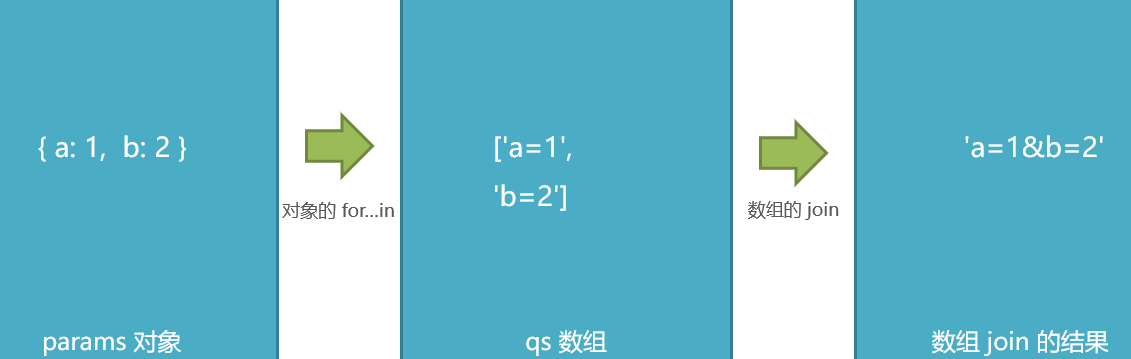 { a: 1,  b: 2 }
对象的 for...in
['a=1',
'b=2']
数组的 join
'a=1&b=2'
params 对象
qs 数组
数组 join 的结果